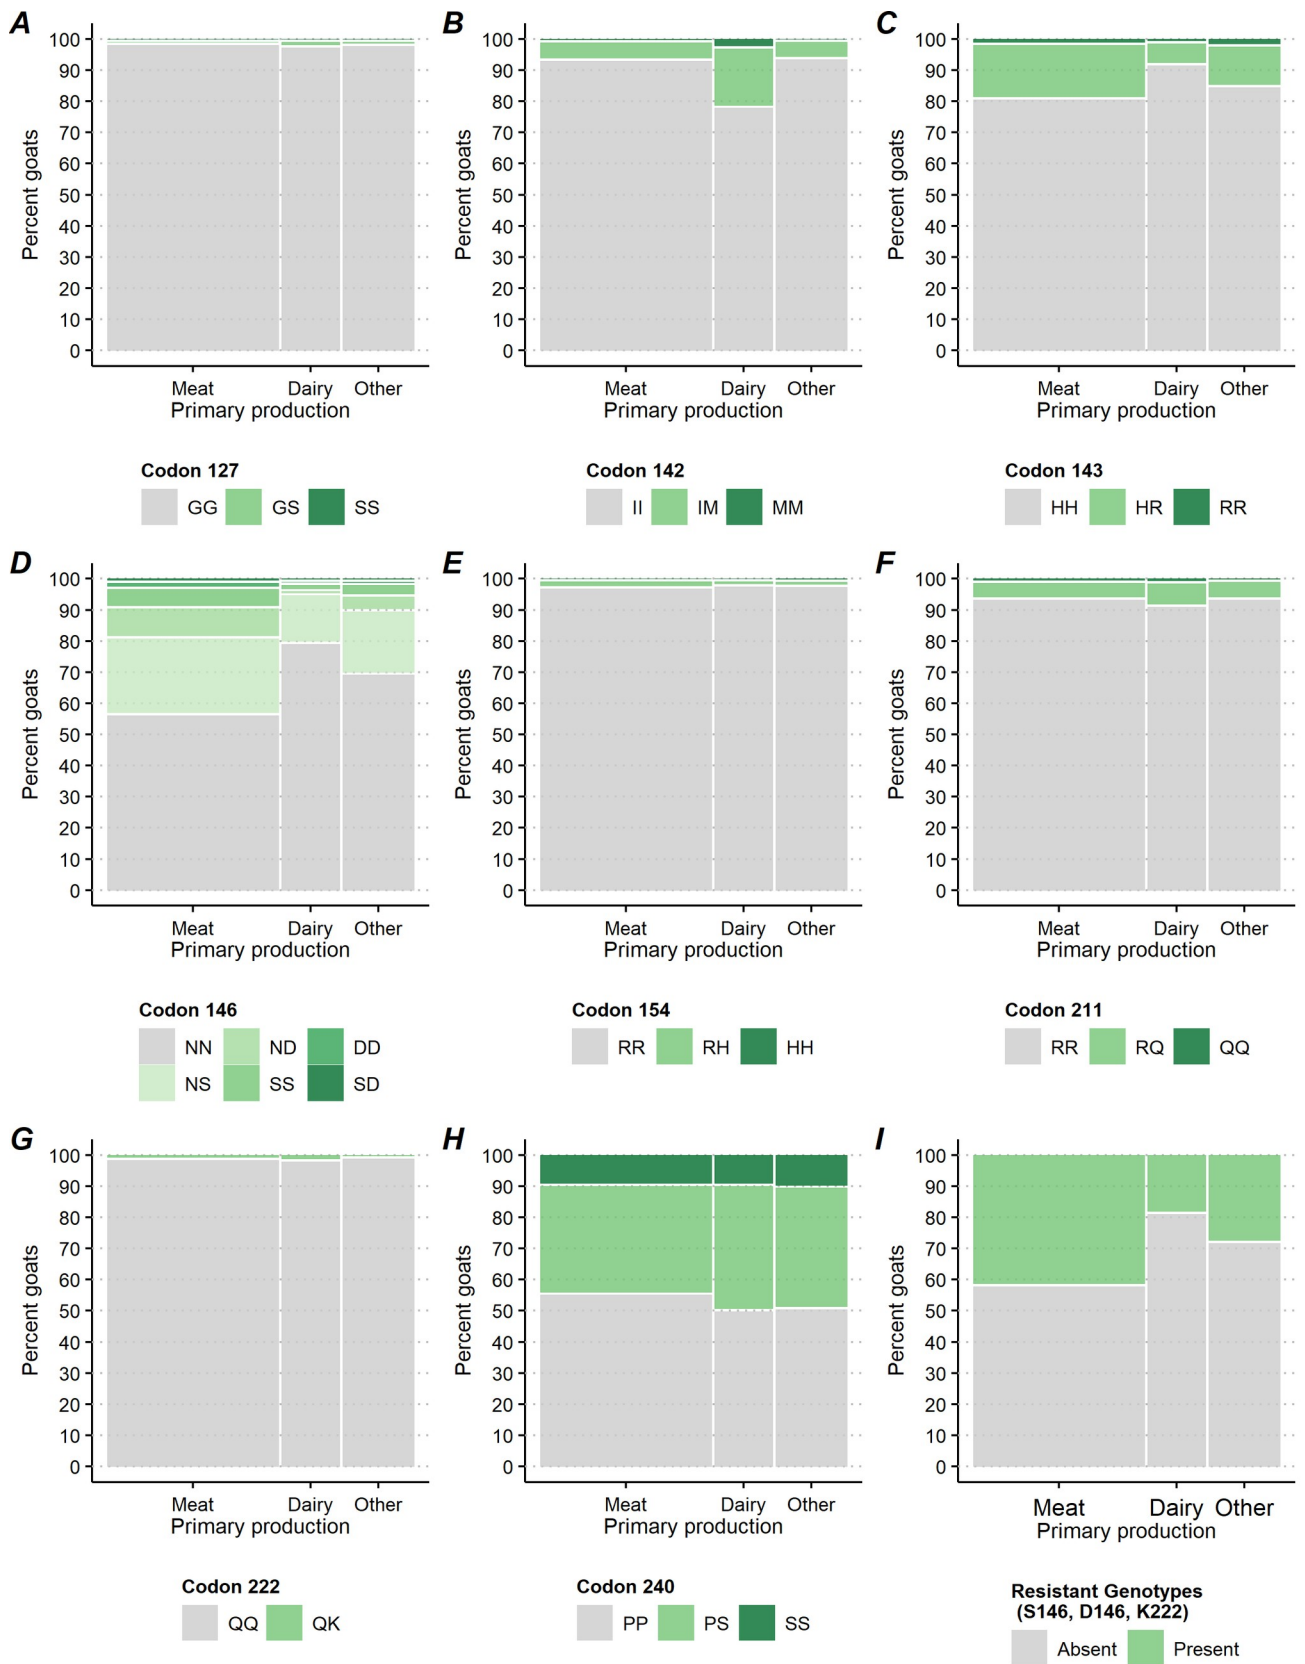 A
B
C
Percent goats
100
90
80
70
60
50
40
30
20
10
0
Meat Dairy Other
Primary production
Percent goats
100
90
80
70
60
50
40
30
20
10
0
Meat Dairy Other
Primary production
Percent goats
100
90
80
70
60
50
40
30
20
10
0
Meat Dairy Other
Primary production
Codon 127
GG GS SS
Codon 142
II IM MM
Codon 143
HH HR RR
D
E
F
Percent goats
100
90
80
70
60
50
40
30
20
10
0
Meat Dairy Other
Primary production
Percent goats
100
90
80
70
60
50
40
30
20
10
0
Meat Dairy Other
Primary production
Percent goats
100
90
80
70
60
50
40
30
20
10
0
Meat Dairy Other
Primary production
Codon 146
NN ND DD
NS SS SD
Codon 154
RR RH HH
Codon 211
RR RQ QQ
G
H
I
Percent goats
100
90
80
70
60
50
40
30
20
10
0
Meat Dairy Other
Primary production
Percent goats
100
90
80
70
60
50
40
30
20
10
0
Meat Dairy Other
Primary production
Percent goats
100
90
80
70
60
50
40
30
20
10
0
Meat Dairy Other
Primary production
Codon 222
QQ QK
Codon 240
PP PS SS
Resistant Genotypes
(S146, D146, K222)
Absent Present